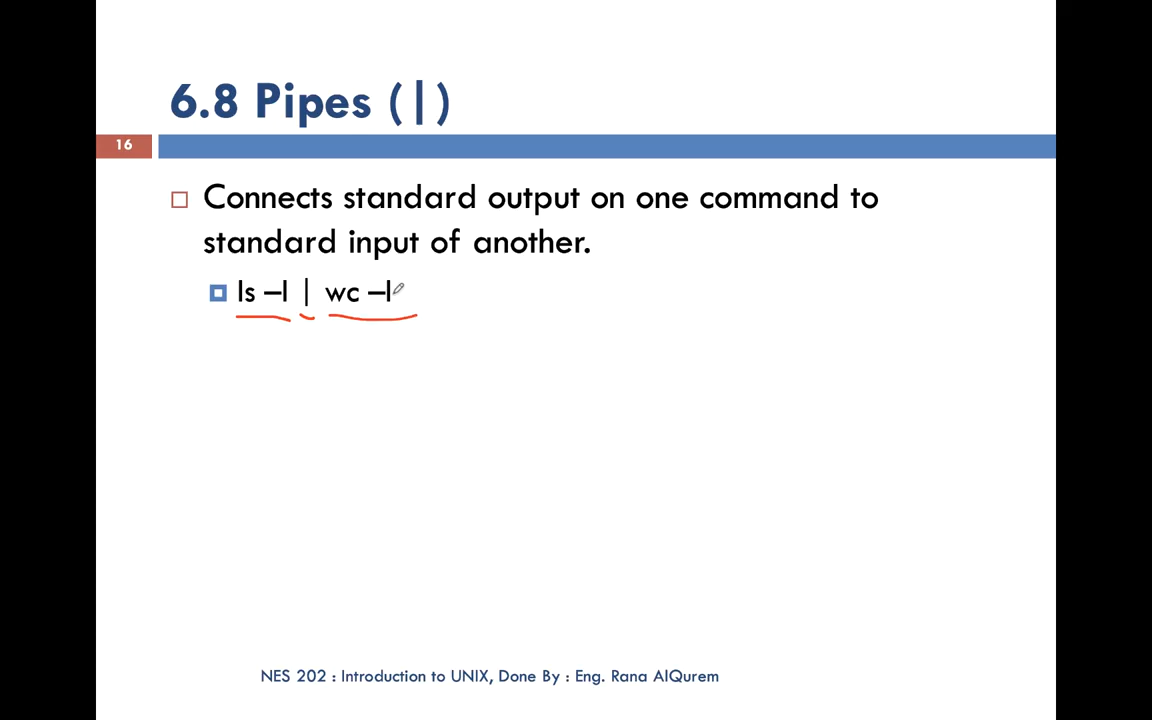 6.8 Pipes (|)
16
Connects standard output on one command to
standard input of another.
ls –l | wc –l
NES 202 : Introduction to UNIX, Done By : Eng. Rana AlQurem